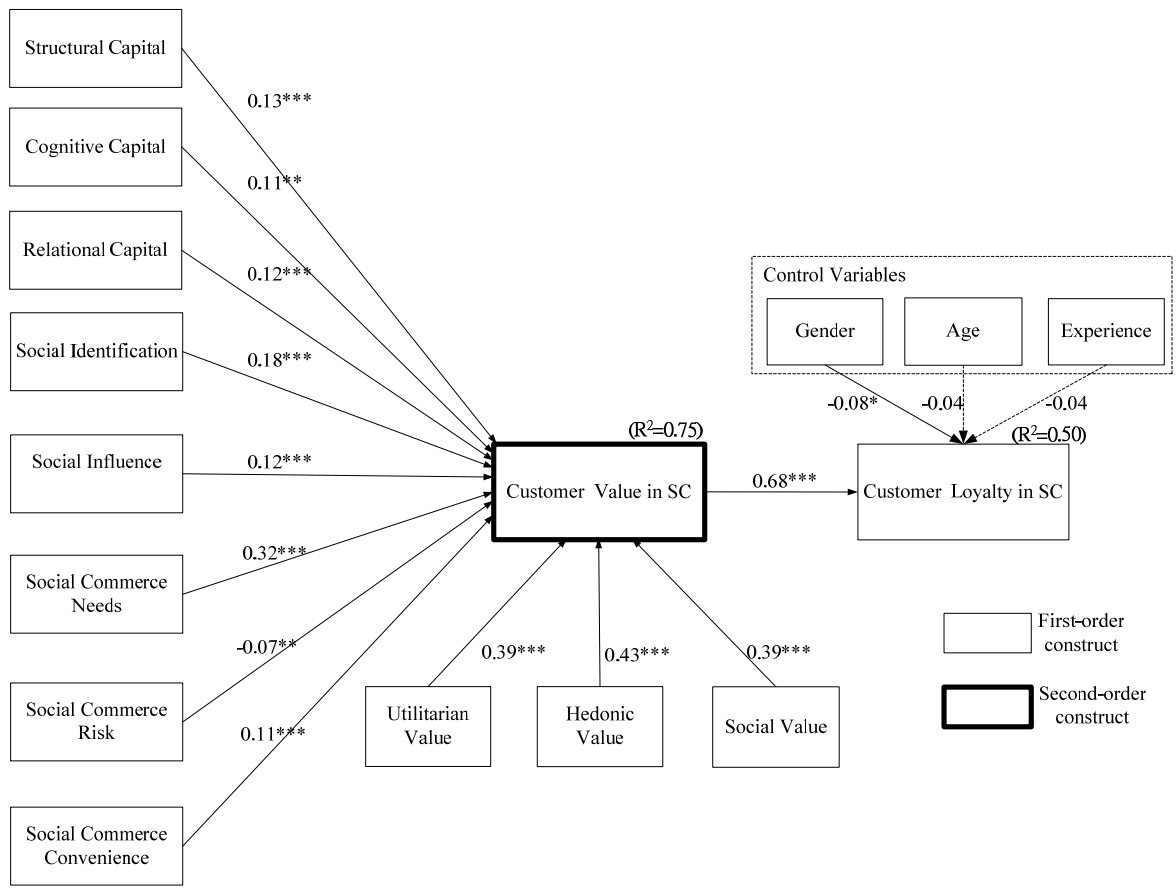 Structural Capital
0.13***
Cognitive Capital
0.11**
Relational Capital
0.12***
Social Identification
0.18***
Social Influence
0.12***
Social Commerce
Needs
0.32***
Social Commerce
Risk
-0.07**
Social Commerce
Convenience
0.11***
(R²=0.75)
Customer Value in SC
0.39***
0.43***
0.39***
Utilitarian
Value
Hedonic
Value
Social Value
0.68***
Control Variables
Gender
Age
Experience
-0.08*
-0.04
-0.04
(R²=0.50)
Customer Loyalty in SC
First-order
construct
Second-order
construct